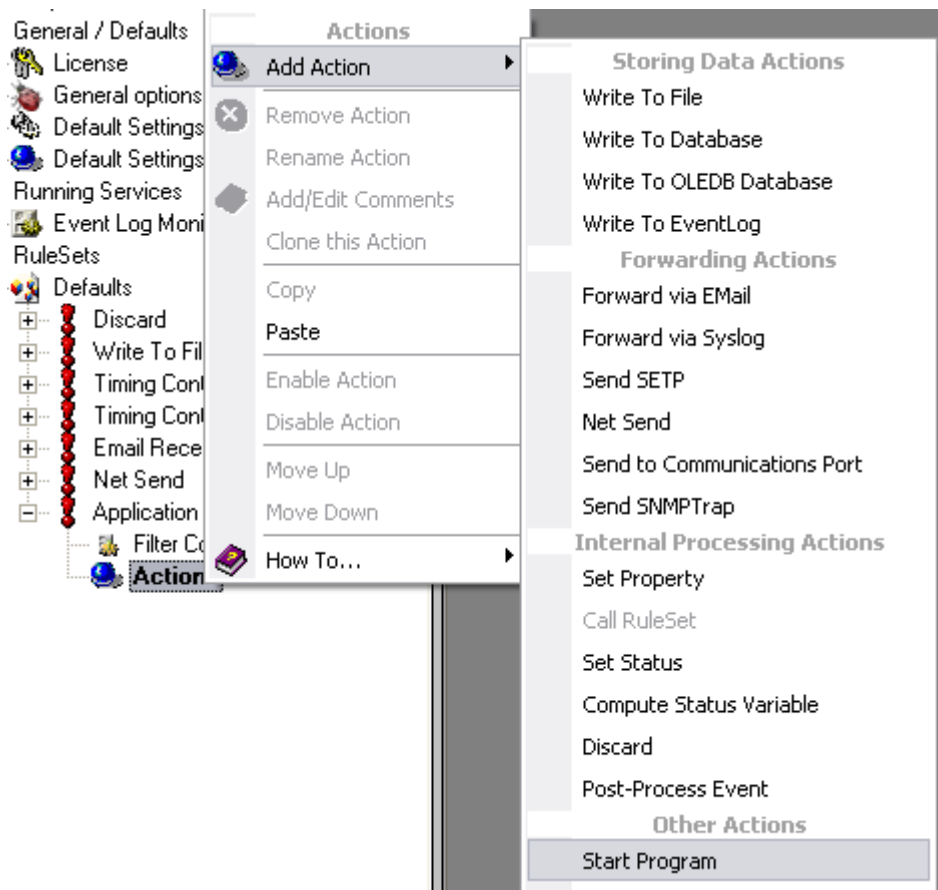 General / Defaults
License
General options
Default Settings
Default Settings
Running Services
Event Log Moni
RuleSets
Defaults
Discard
Write To Fil
Timing Cont
Timing Cont
Email Rece
Net Send
Application
Filter Co
Action
Actions
Add Action
Remove Action
Rename Action
Add/Edit Comments
Clone this Action
Copy
Paste
Enable Action
Disable Action
Move Up
Move Down
How To...
Storing Data Actions
Write To File
Write To Database
Write To OLEDB Database
Write To EventLog
Forwarding Actions
Forward via EMail
Forward via Syslog
Send SETP
Net Send
Send to Communications Port
Send SNMPTrap
Internal Processing Actions
Set Property
Call RuleSet
Set Status
Compute Status Variable
Discard
Post-Process Event
Other Actions
Start Program